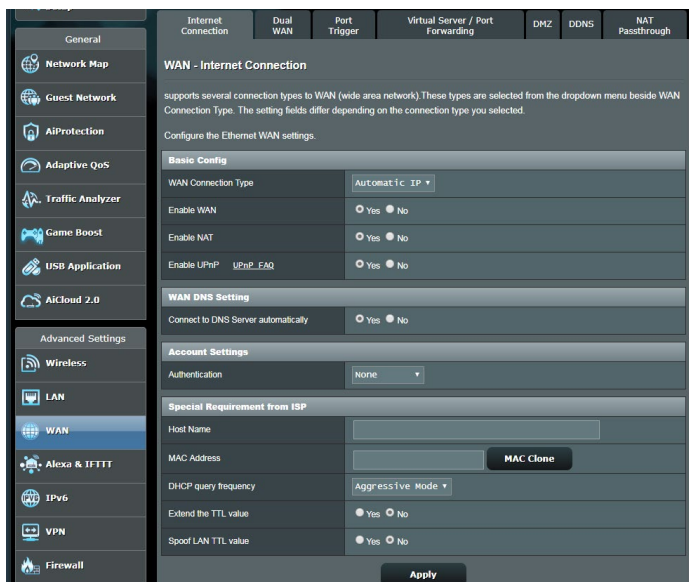 Internet Connection
Dual WAN
Port Trigger
Virtual Server / Port Forwarding
DMZ
DDNS
NAT Passthrough
General
Network Map
Guest Network
AiProtection
Adaptive QoS
Traffic Analyzer
Game Boost
USB Application
AiCloud 2.0
Advanced Settings
Wireless
LAN
WAN
Alexa & IFTTT
IPv6
VPN
Firewall
WAN - Internet Connection
supports several connection types to WAN (wide area network).These types are selected from the dropdown menu beside WAN
Connection Type. The setting fields differ depending on the connection type you selected.
Configure the Ethernet WAN settings.
Basic Config
WAN Connection Type Automatic IP
Enable WAN Yes No
Enable NAT Yes No
Enable UPnP UPnP FAQ Yes No
WAN DNS Setting
Connect to DNS Server automatically Yes No
Account Settings
Authentication None
Special Requirement from ISP
Host Name
MAC Address MAC Clone
DHCP query frequency Aggressive Mode
Extend the TTL value Yes No
Spoof LAN TTL value Yes No
Apply